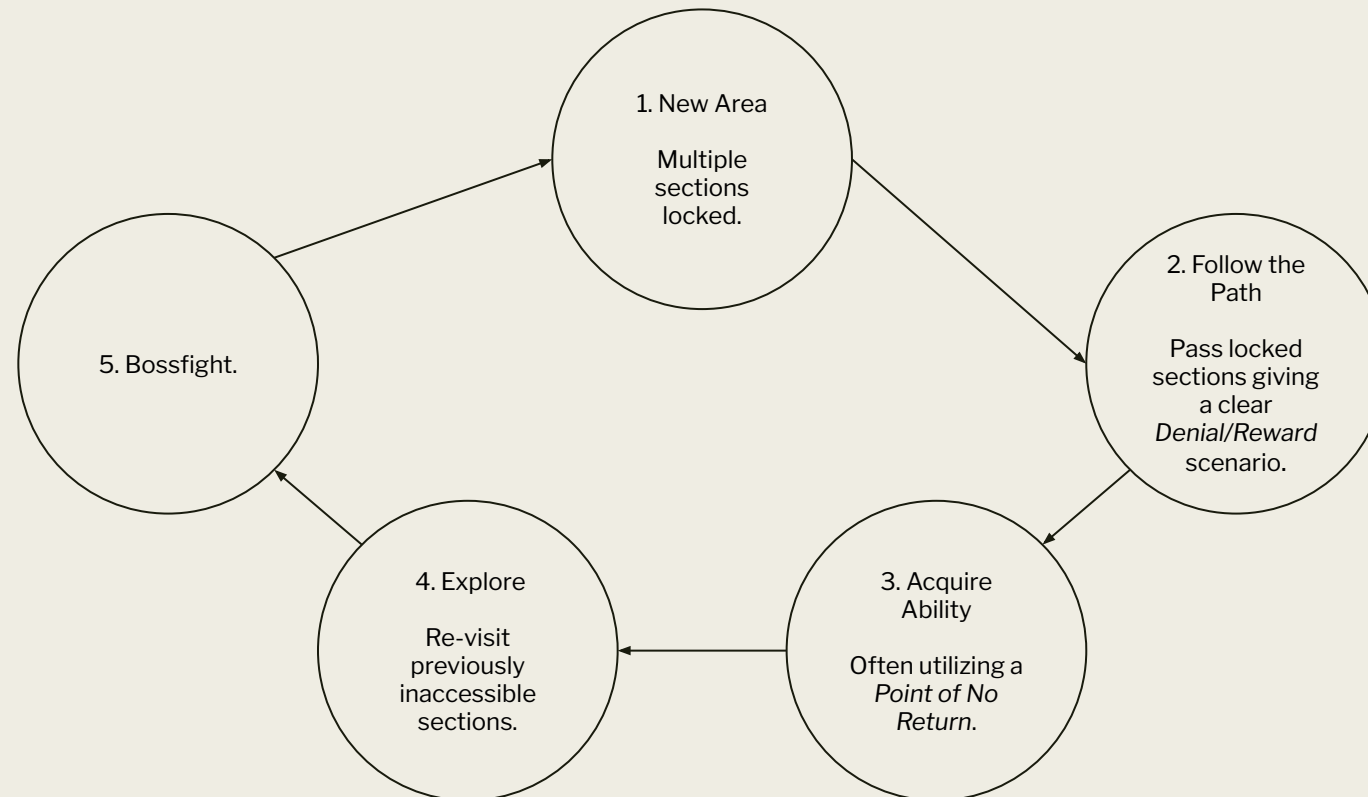 1. New Area
Multiple
sections
locked.
2. Follow the
Path
Pass locked
sections giving
a clear
Denial/Reward
scenario.
3. Acquire
Ability
Often utilizing a
Point of No
Return.
4. Explore
Re-visit
previously
inaccessible
sections.
5. Bossfight.